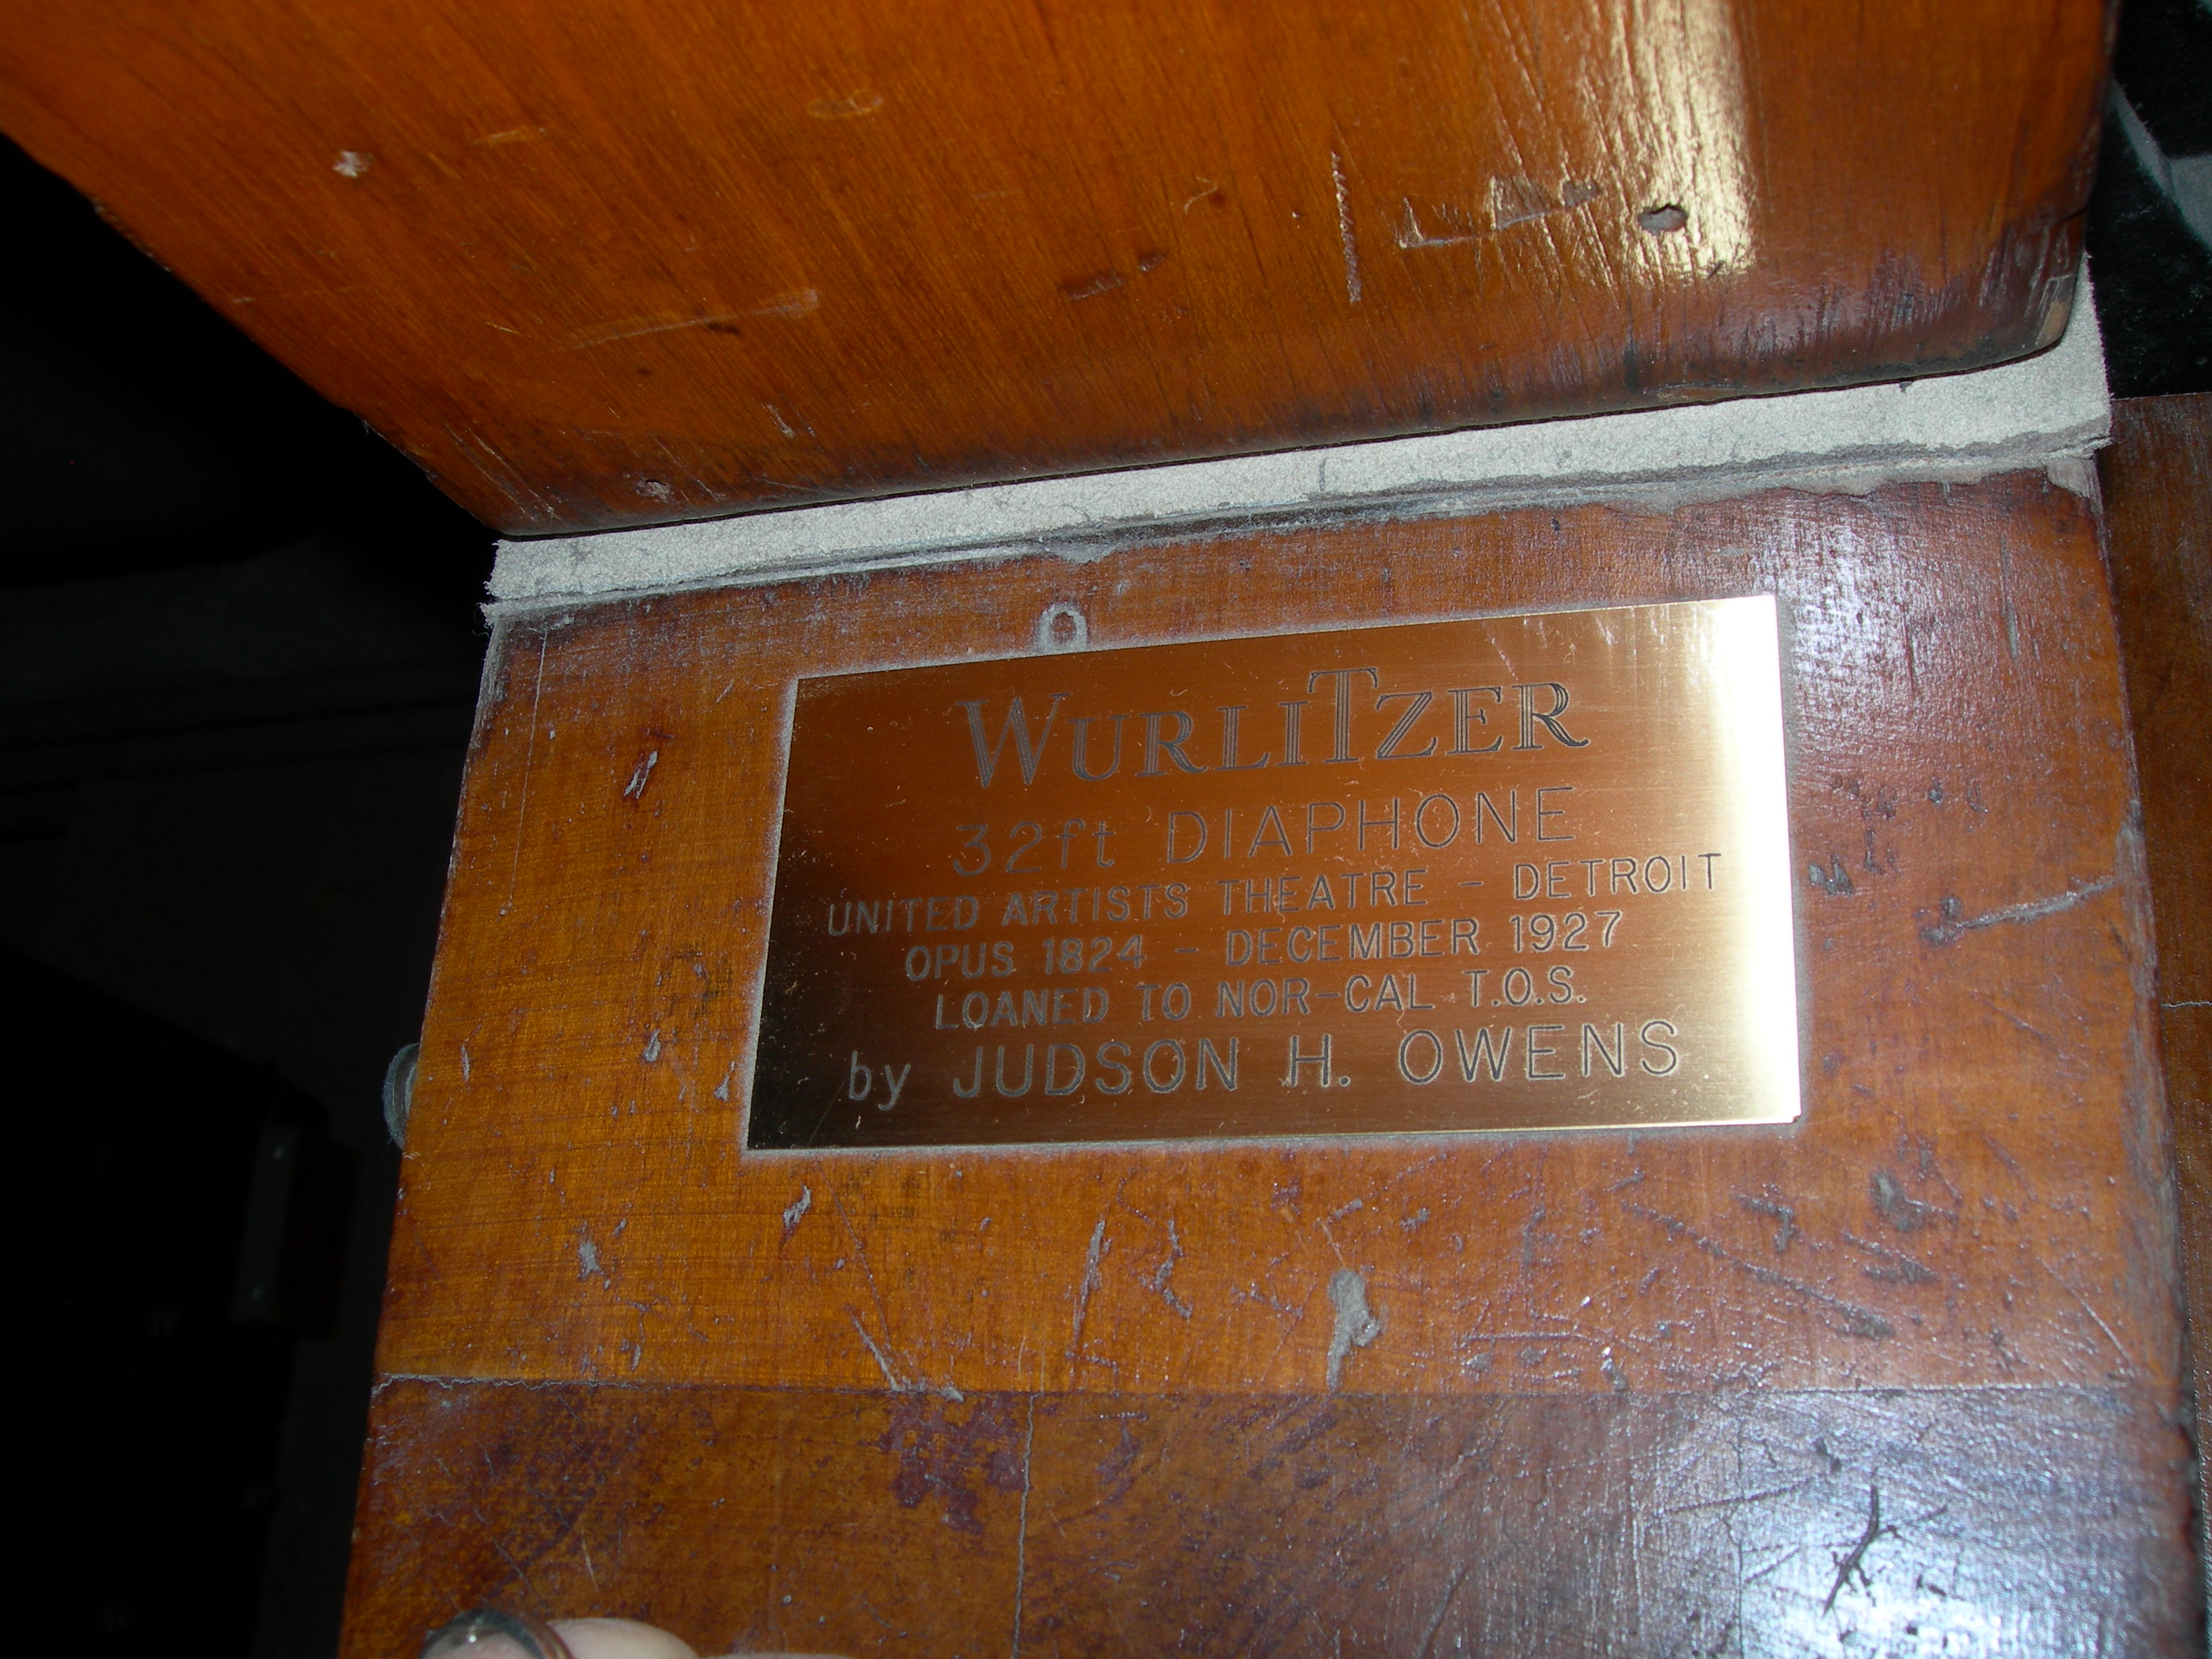 WURLITZER
32ft DIAPHONE
UNITED ARTISTS THEATRE - DETROIT
OPUS 1824 - DECEMBER 1927
LOANED TO NOR-CAL T.O.S.
by JUDSON H. OWENS